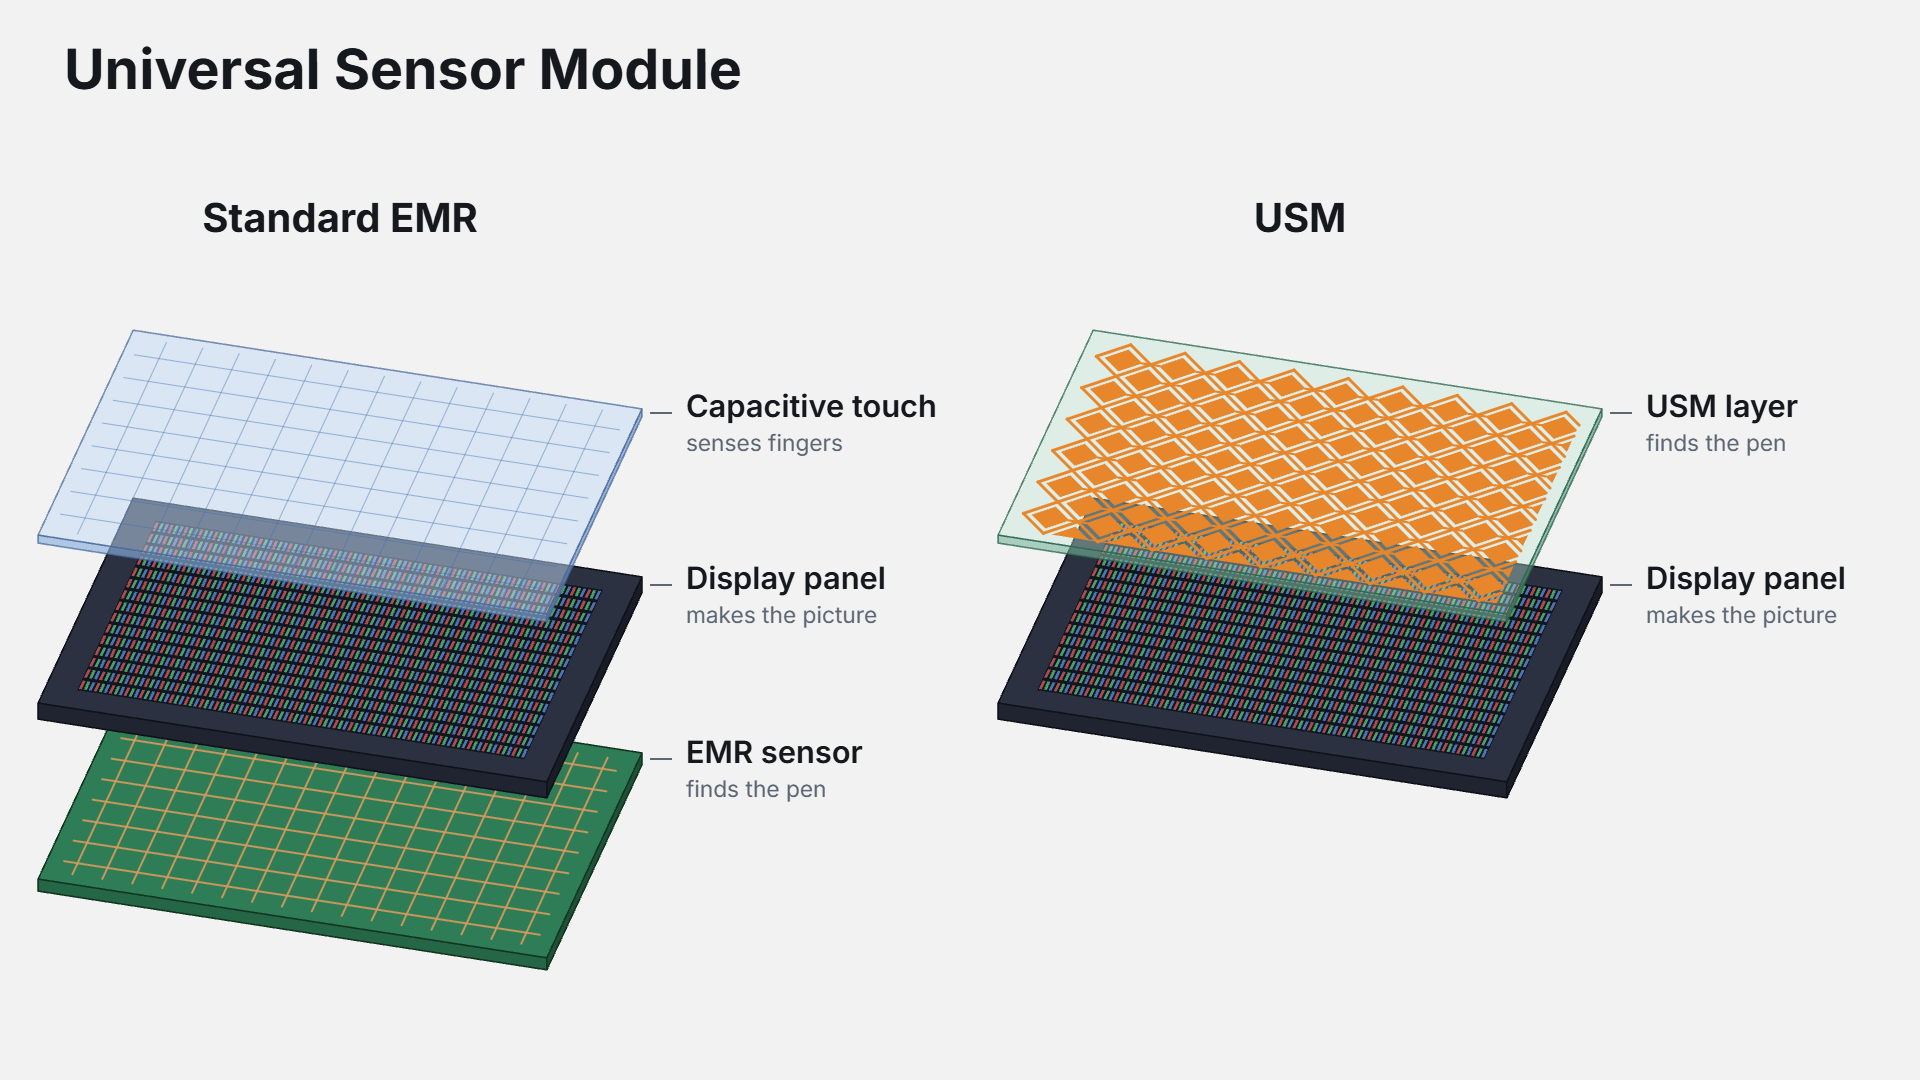 Universal Sensor Module
Standard EMR
Capacitive touch
senses fingers
Display panel
makes the picture
EMR sensor
finds the pen
USM
USM layer
finds the pen
Display panel
makes the picture